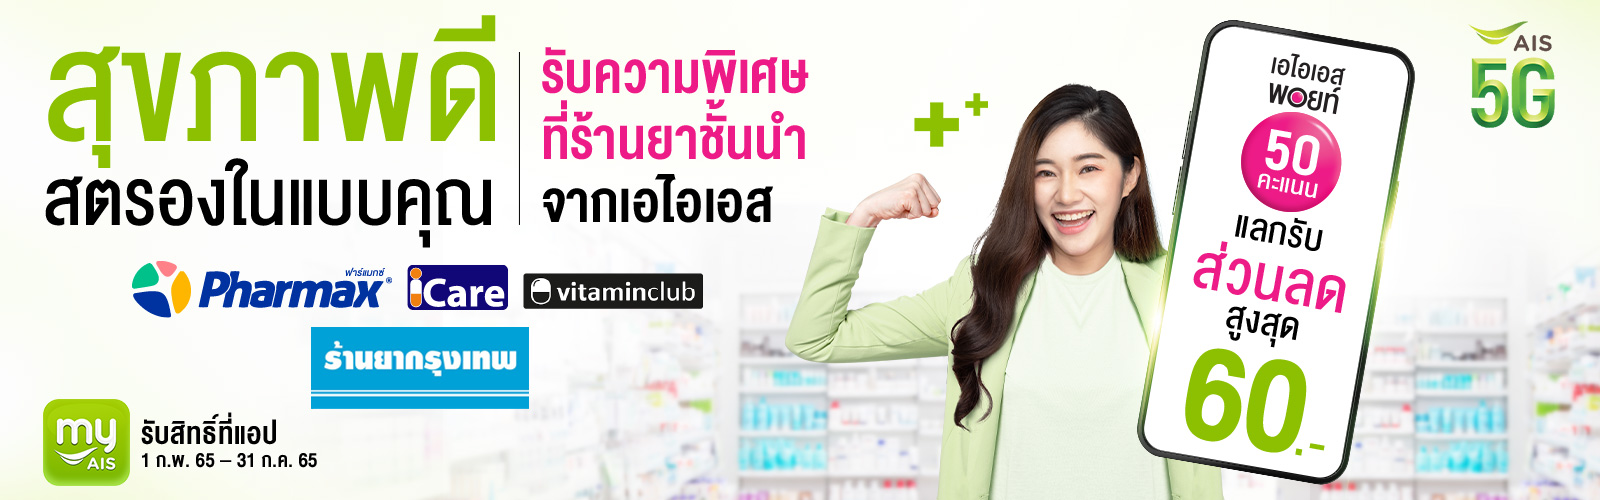 สุขภาพดี
สตรองในแบบคุณ
รับความพิเศษ
ที่ร้านยาชั้นนำ
จากเอไอเอส
ฟาร์แมกซ์
Pharmax®
iCare
vitaminclub
ร้านยากรุงเทพ
my
AIS
รับสิทธิ์ที่แอป
1 ก.พ. 65 – 31 ก.ค. 65
เอไอเอส
พอยท์
50
คะแนน
แลกรับ
ส่วนลด
สูงสุด
60.-
AIS
5G